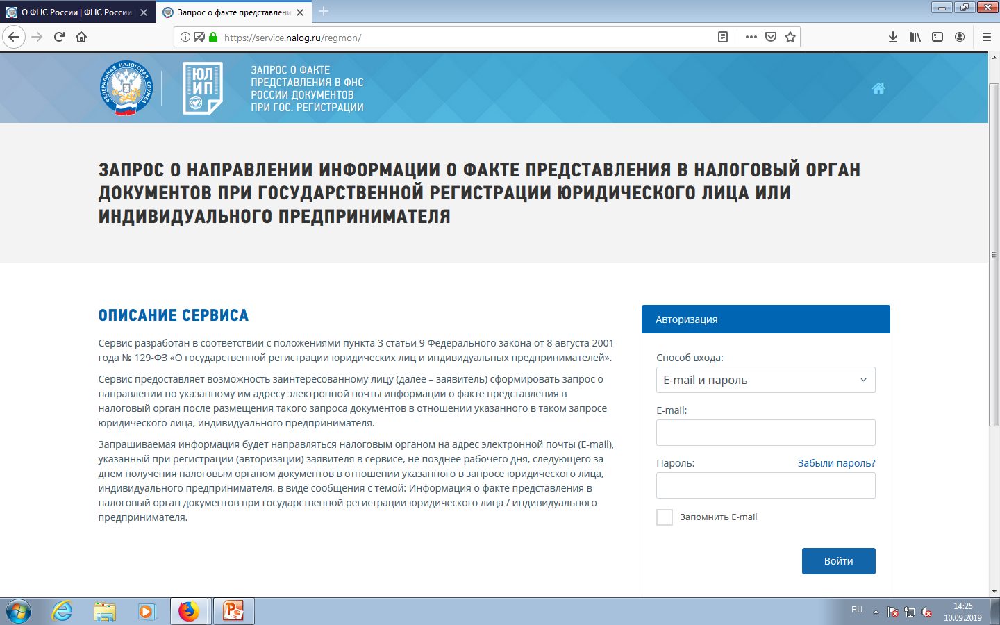 О ФНС России | ФНС России
Запрос о факте представлени
https://service.nalog.ru/regmon/
ФЕДЕРАЛЬНАЯ НАЛОГОВАЯ СЛУЖБА
ЮЛ
ИП
ЗАПРОС О ФАКТЕ
ПРЕДСТАВЛЕНИЯ В ФНС
РОССИИ ДОКУМЕНТОВ
ПРИ ГОС. РЕГИСТРАЦИИ
ЗАПРОС О НАПРАВЛЕНИИ ИНФОРМАЦИИ О ФАКТЕ ПРЕДСТАВЛЕНИЯ В НАЛОГОВЫЙ ОРГАН
ДОКУМЕНТОВ ПРИ ГОСУДАРСТВЕННОЙ РЕГИСТРАЦИИ ЮРИДИЧЕСКОГО ЛИЦА ИЛИ
ИНДИВИДУАЛЬНОГО ПРЕДПРИНИМАТЕЛЯ
ОПИСАНИЕ СЕРВИСА
Сервис разработан в соответствии с положениями пункта 3 статьи 9 Федерального закона от 8 августа 2001
года № 129-ФЗ «О государственной регистрации юридических лиц и индивидуальных предпринимателей».
Сервис предоставляет возможность заинтересованному лицу (далее – заявитель) сформировать запрос о
направлении по указанному им адресу электронной почты информации о факте представления в
налоговый орган после размещения такого запроса документов в отношении указанного в таком запросе
юридического лица, индивидуального предпринимателя.
Запрашиваемая информация будет направляться налоговым органом на адрес электронной почты (E-mail),
указанный при регистрации (авторизации) заявителя в сервисе, не позднее рабочего дня, следующего за
днем получения налоговым органом документов в отношении указанного в запросе юридического лица,
индивидуального предпринимателя, в виде сообщения с темой: Информация о факте представления в
налоговый орган документов при государственной регистрации юридического лица / индивидуального
предпринимателя.
Авторизация
Способ входа:
E-mail и пароль
E-mail:
Пароль:
Забыли пароль?
Запомнить E-mail
Войти
RU
14:25
10.09.2019